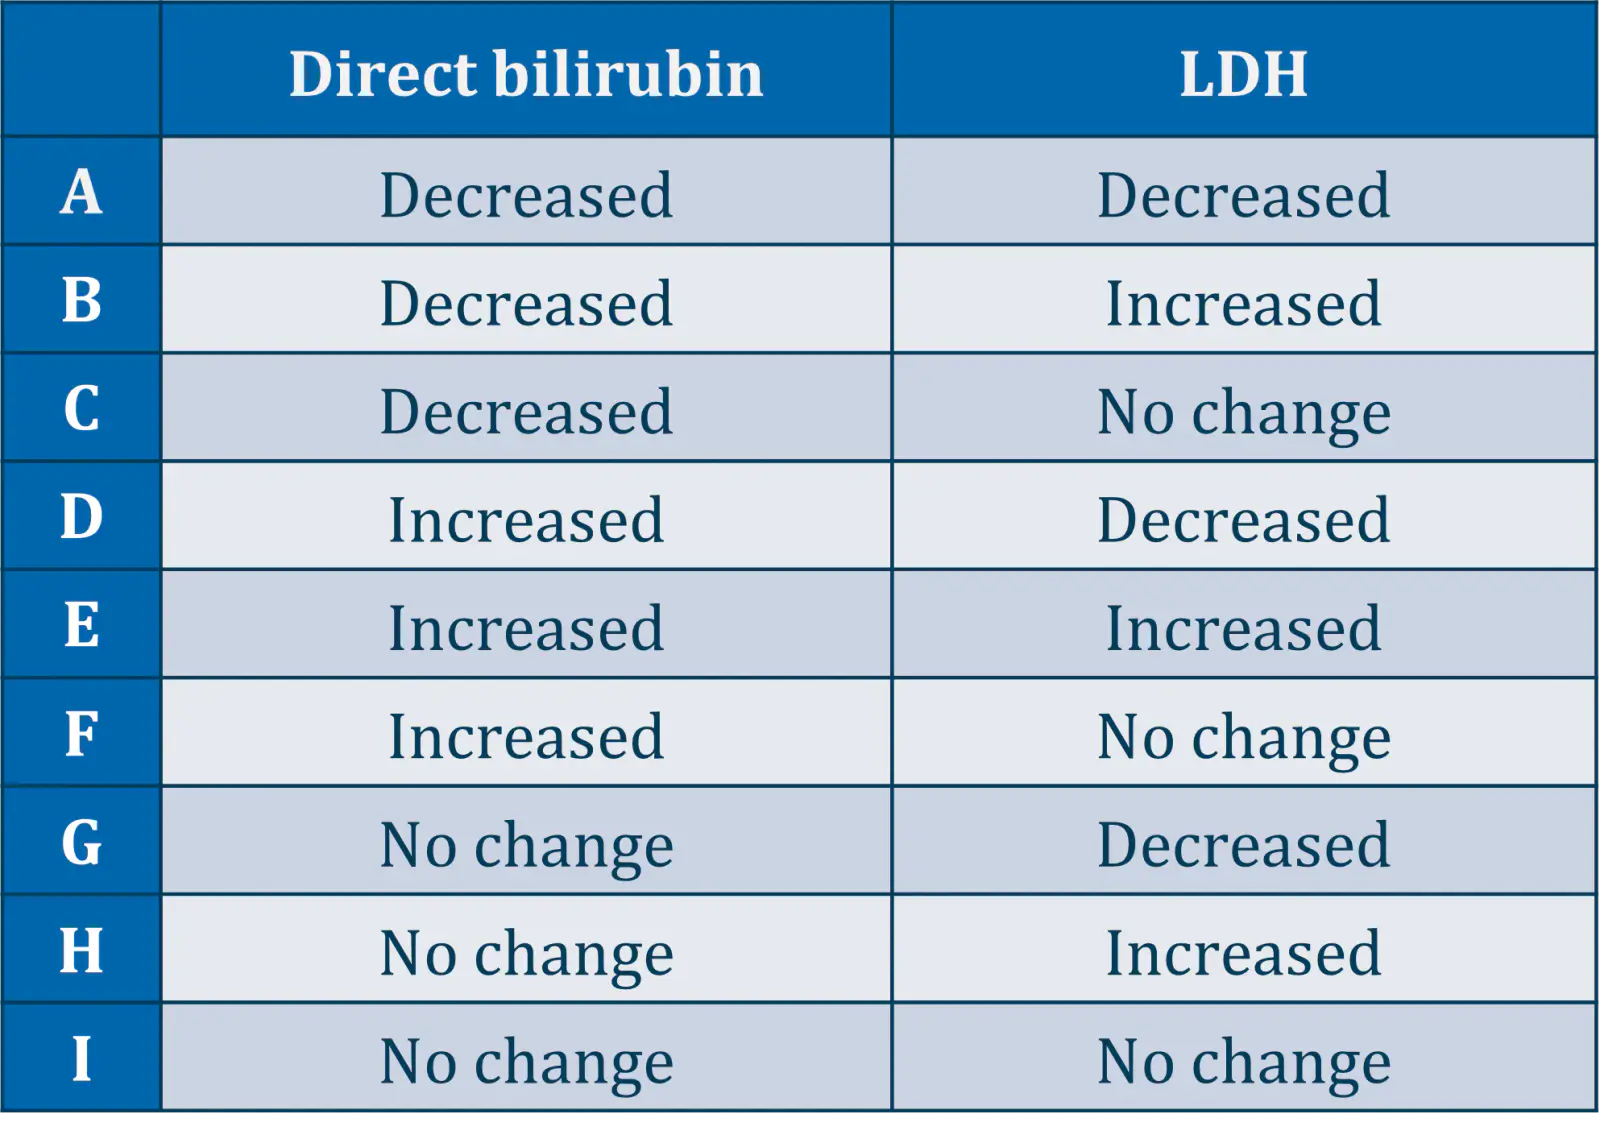 Direct bilirubin LDH
A Decreased Decreased
B Decreased Increased
C Decreased No change
D Increased Decreased
E Increased Increased
F Increased No change
G No change Decreased
H No change Increased
I No change No change